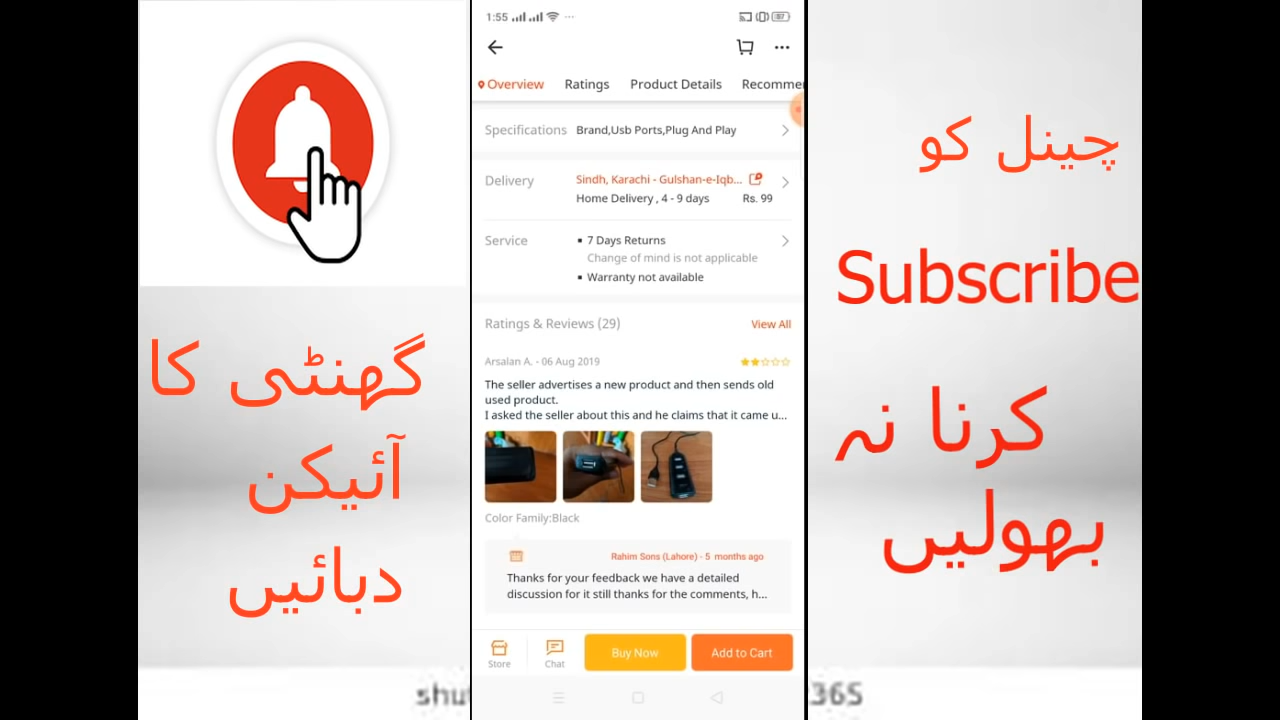 گھنٹی کا
آئیکن
دبائیں
1:55
87
Overview Ratings Product Details Recommen
Specifications Brand,Usb Ports,Plug And Play
Delivery Sindh, Karachi - Gulshan-e-Iqb...
Home Delivery , 4 - 9 days Rs. 99
Service 7 Days Returns
Change of mind is not applicable
Warranty not available
Ratings & Reviews (29) View All
Arsalan A. - 06 Aug 2019
The seller advertises a new product and then sends old
used product.
I asked the seller about this and he claims that it came u...
Color Family:Black
Rahim Sons (Lahore) - 5 months ago
Thanks for your feedback we have a detailed
discussion for it still thanks for the comments, h...
Store Chat Buy Now Add to Cart
چینل کو
Subscribe
کرنا نہ
بھولیں
shu
365